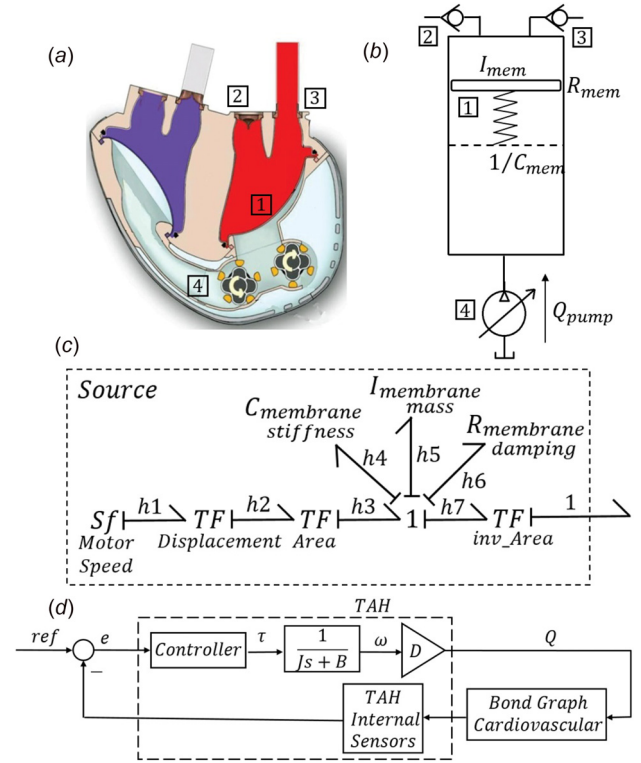 (a)
2
3
1
4
(b)
2
3
I_mem
R_mem
1
1/C_mem
4
Q_pump
(c)
Source
C_membrane stiffness
I_membrane mass
R_membrane damping
h4
h5
h6
h1
h2
h3
h7
1
Sf
TF
TF
1
TF
Motor Speed
Displacement
Area
inv_Area
(d)
TAH
ref
e
Controller
τ
1
Js + B
ω
D
Q
−
TAH
Internal
Sensors
Bond Graph
Cardiovascular